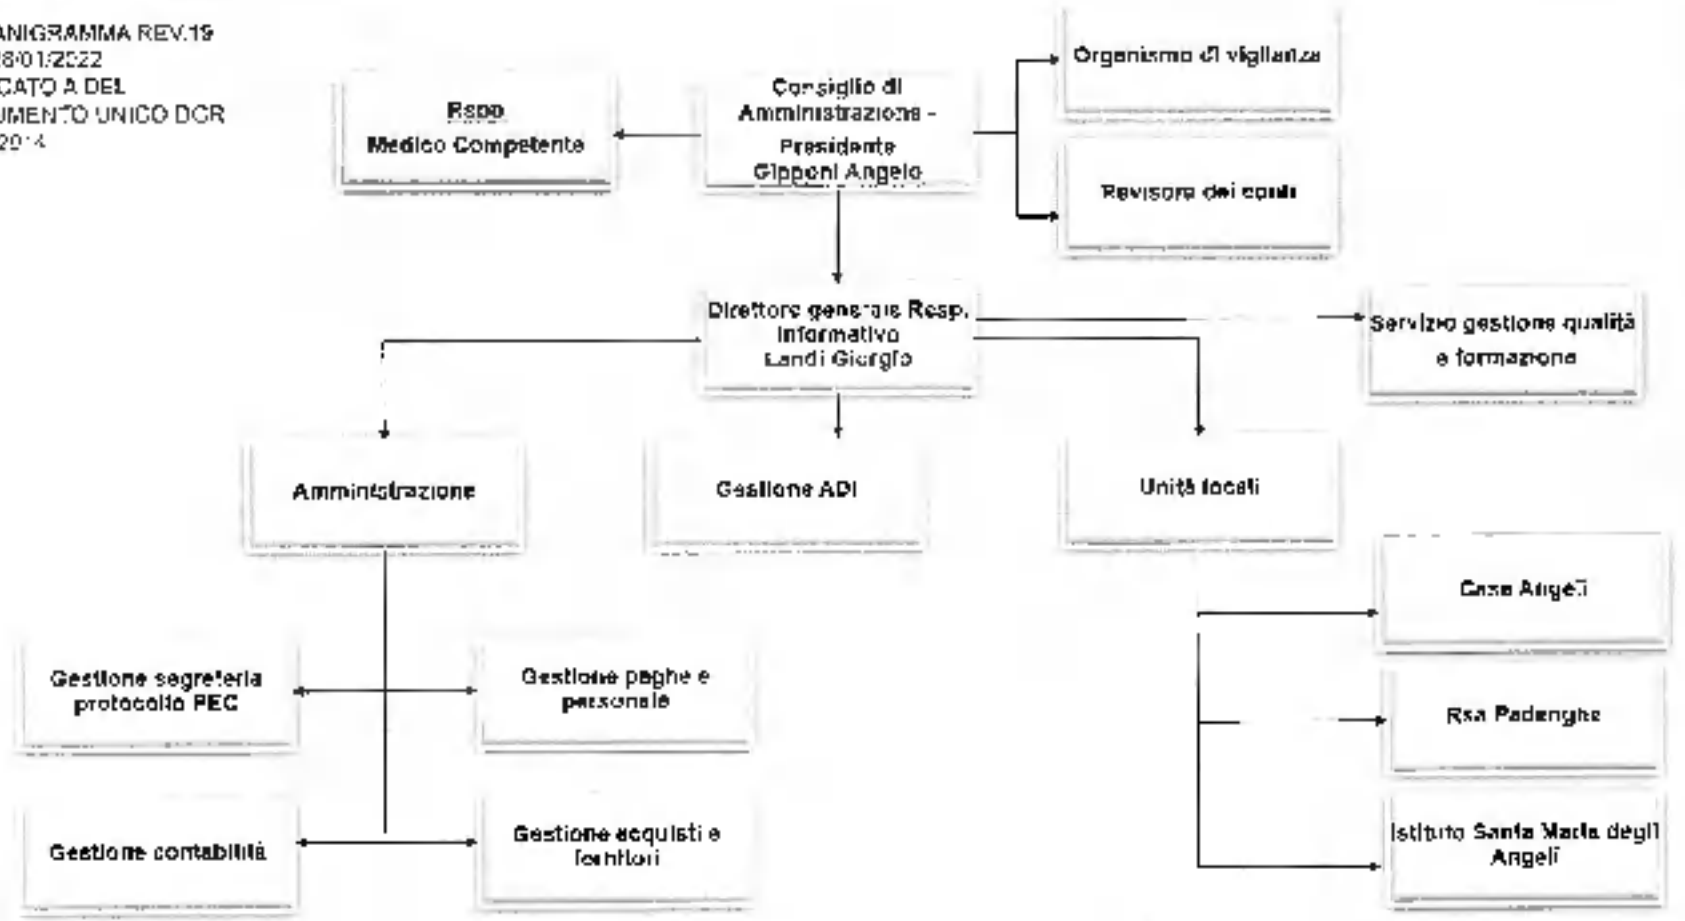 ANIGRAMMA REV.19
28/01/2022
CATO A DEL
UMENTO UNICO DGR
2014
Rspp
Medico Competente
Consiglio di
Amministrazione -
Presidente
Gipponi Angelo
Organismo di vigilanza
Revisore dei conti
Direttore generale Resp.
Informativo
Landi Giorgio
Servizio gestione qualità
e formazione
Amministrazione
Gestione ADI
Unità locali
Casa Angeli
Gestione segreteria
protocollo PEC
Gestione paghe e
personale
Rsa Padenghe
Gestione contabilità
Gestione acquisti e
fornitori
Istituto Santa Maria degli
Angeli